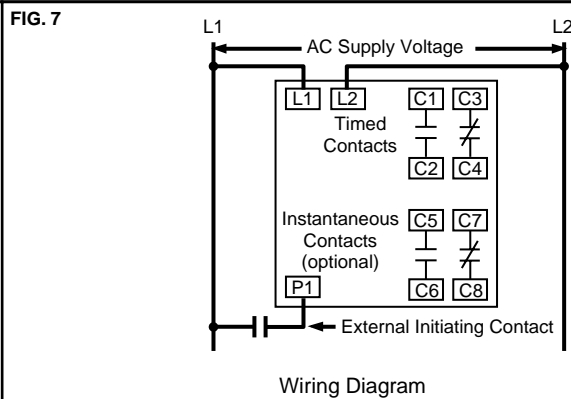 FIG. 7
L1 L2
AC Supply Voltage
L1 L2 C1 C3
Timed
Contacts
C2 C4
Instantaneous C5 C7
Contacts
(optional)
P1 C6 C8
External Initiating Contact
Wiring Diagram